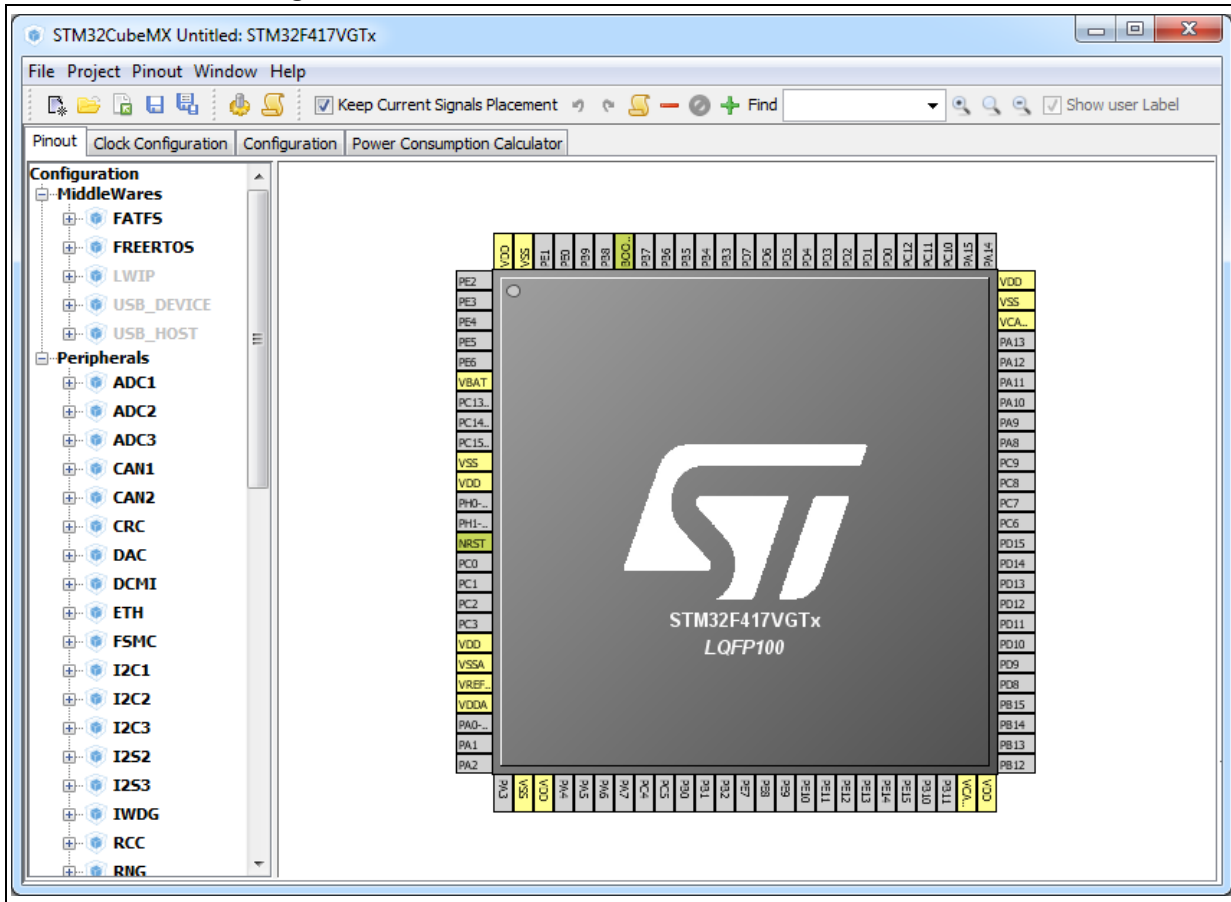 STM32CubeMX Untitled: STM32F417VGTx
File Project Pinout Window Help
Keep Current Signals Placement Find Show user Label
Pinout Clock Configuration Configuration Power Consumption Calculator
Configuration
MiddleWares
FATFS
FREERTOS
LWIP
USB_DEVICE
USB_HOST
Peripherals
ADC1
ADC2
ADC3
CAN1
CAN2
CRC
DAC
DCMI
ETH
FSMC
I2C1
I2C2
I2C3
I2S2
I2S3
IWDG
RCC
RNG
VDD VSS PE1 PE0 PB9 PB8 BOO... PB7 PB6 PB5 PB4 PB3 PD7 PD6 PD5 PD4 PD3 PD2 PD1 PD0 PC12 PC11 PC10 PA15 PA14
PE2
PE3
PE4
PE5
PE6
VBAT
PC13..
PC14..
PC15..
VSS
VDD
PH0-..
PH1-..
NRST
PC0
PC1
PC2
PC3
VDD
VSSA
VREF..
VDDA
PA0-..
PA1
PA2
ST
STM32F417VGTx
LQFP100
VDD
VSS
VCA..
PA13
PA12
PA11
PA10
PA9
PA8
PC9
PC8
PC7
PC6
PD15
PD14
PD13
PD12
PD11
PD10
PD9
PD8
PB15
PB14
PB13
PB12
PA3 VSS VDD PA4 PA5 PA6 PA7 PC4 PC5 PB0 PB1 PB2 PE7 PE8 PE9 PE10 PE11 PE12 PE13 PE14 PE15 PB10 PB11 VCA.. VDD